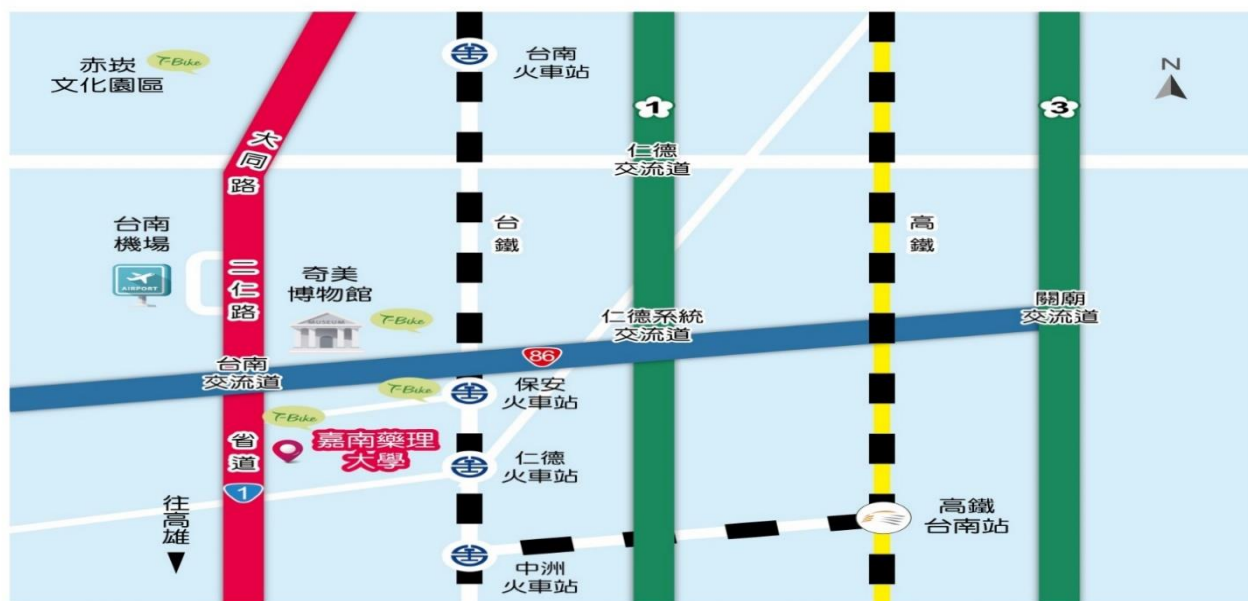 赤崁
文化園區
T-Bike
台南
火車站
1
3
N
大同路
仁德
交流道
台鐵
高鐵
台南
機場
AIRPORT
二仁路
奇美
博物館
MUSEUM
T-Bike
仁德系統
交流道
關廟
交流道
86
台南
交流道
T-Bike
保安
火車站
T-Bike
省道
1
嘉南藥理
大學
仁德
火車站
往高雄
高鐵
台南站
中洲
火車站